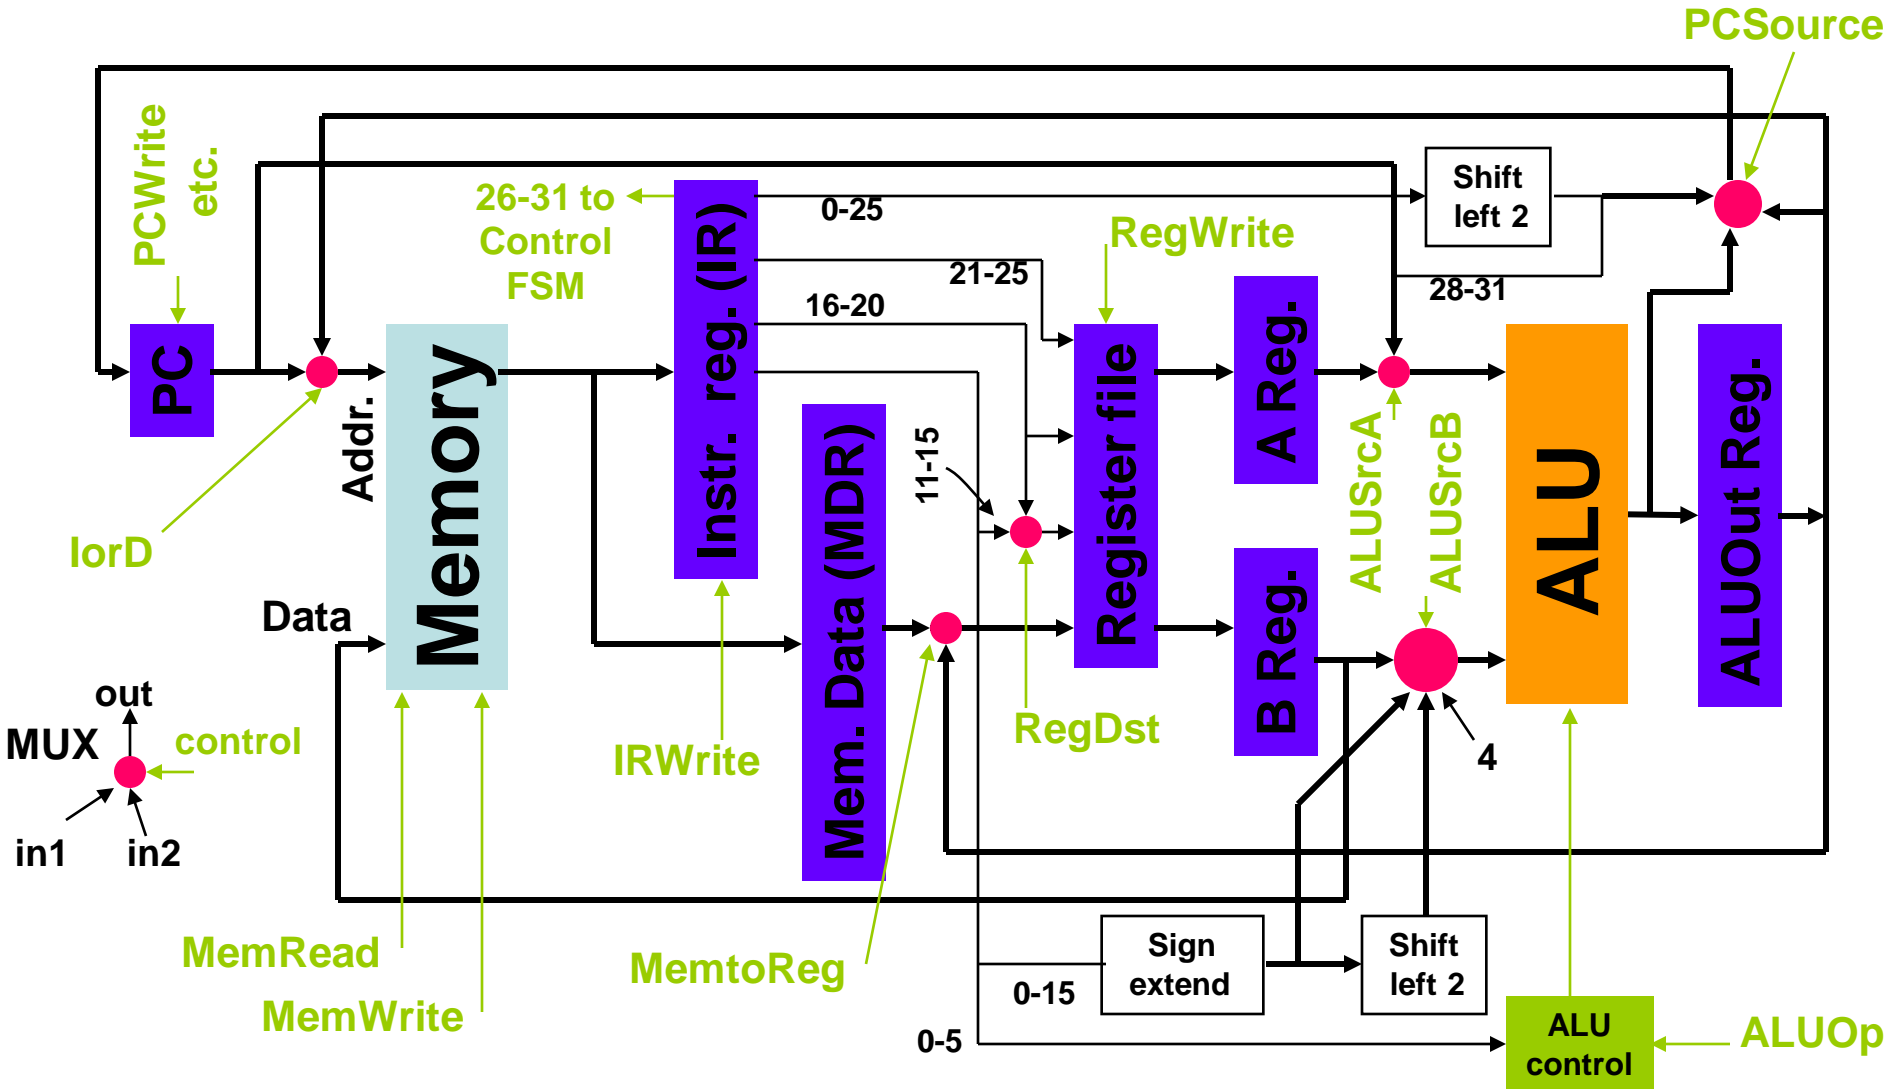 PCSource
PCWrite
etc.
26-31 to
Control
FSM
0-25
Shift
left 2
RegWrite
21-25
28-31
16-20
PC
Addr.
Memory
Instr. reg. (IR)
Mem. Data (MDR)
11-15
Register file
A Reg.
B Reg.
ALUSrcA
ALUSrcB
ALU
ALUOut Reg.
IorD
Data
out
MUX
control
in1
in2
IRWrite
RegDst
4
MemRead
MemWrite
MemtoReg
Sign
extend
0-15
Shift
left 2
0-5
ALU
control
ALUOp